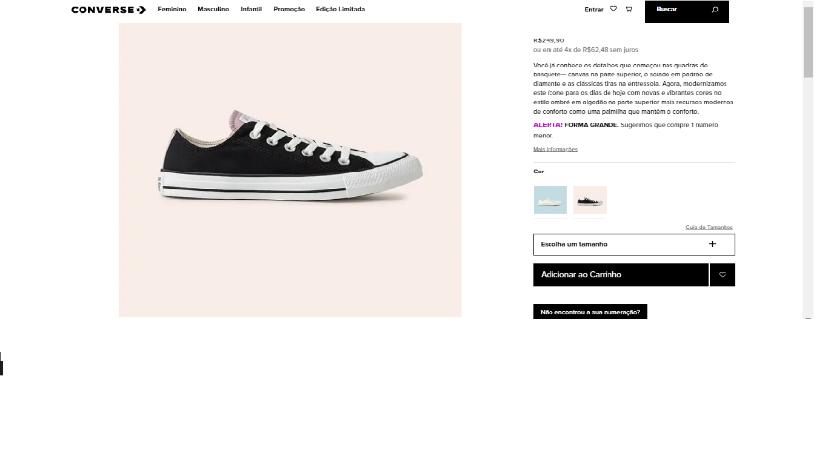 CONVERSE Feminino Masculino Infantil Promoção Edição Limitada Entrar Buscar
R$249,90
ou em até 4x de R$62,48 sem juros
Você já conhece os detalhes que começou nas quadras de
basquete— canvas na parte superior, o solado em padrão de
diamante e as clássicas tiras na entressola. Agora, modernizamos
este ícone para os dias de hoje com novas e vibrantes cores no
estilo ombré em algodão na parte superior mais recursos modernos
de conforto como uma palmilha que mantém o conforto.
ALERTA! FORMA GRANDE. Sugerimos que compre 1 número
menor.
Mais informações
Cor
Guia de Tamanhos
Escolha um tamanho +
Adicionar ao Carrinho
Não encontrou a sua numeração?